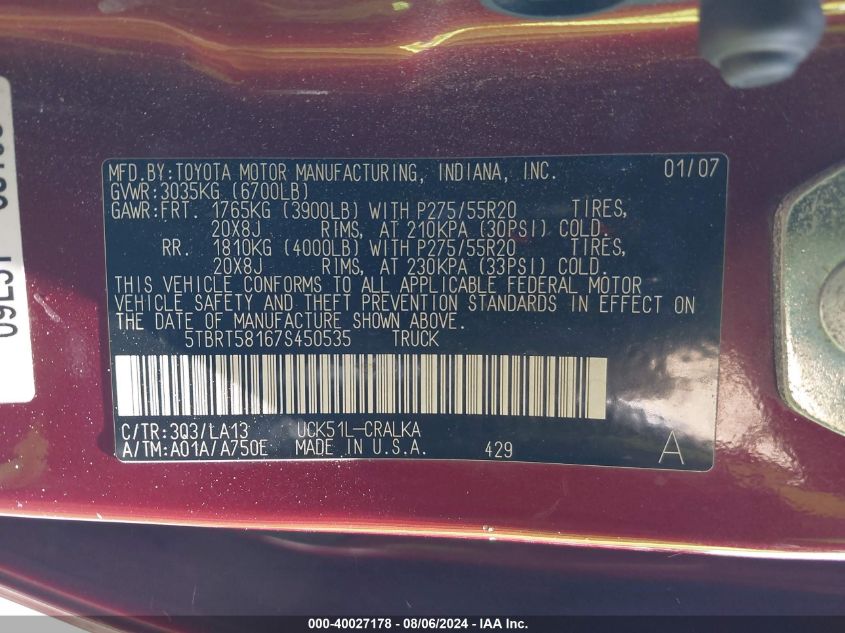 MFD.BY:TOYOTA MOTOR MANUFACTURING, INDIANA, INC. 01/07
GVWR:3035KG (6700LB)
GAWR:FRT. 1765KG (3900LB) WITH P275/55R20 TIRES,
20X8J RIMS, AT 210KPA (30PSI) COLD.
RR. 1810KG (4000LB) WITH P275/55R20 TIRES,
20X8J RIMS, AT 230KPA (33PSI) COLD.
THIS VEHICLE CONFORMS TO ALL APPLICABLE FEDERAL MOTOR
VEHICLE SAFETY AND THEFT PREVENTION STANDARDS IN EFFECT ON
THE DATE OF MANUFACTURE SHOWN ABOVE.
5TBRT58167S450535 TRUCK
C/TR:3Q3/LA13 UCK51L-CRALKA
A/TM:A01A/A750E MADE IN U.S.A. 429 A
000-40027178 - 08/06/2024 - IAA Inc.